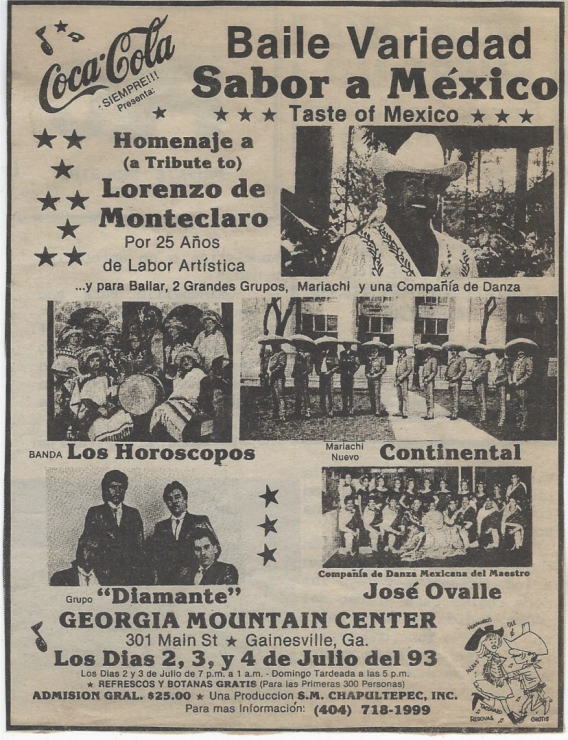 Coca-Cola
- SIEMPRE!!!
Presenta:
Baile Variedad
Sabor a México
Taste of Mexico
Homenaje a
(a Tribute to)
Lorenzo de
Monteclaro
Por 25 Años
de Labor Artística
...y para Bailar, 2 Grandes Grupos, Mariachi y una Compañía de Danza
BANDA Los Horoscopos
Mariachi Nuevo Continental
Grupo "Diamante"
Compañia de Danza Mexicana del Maestro
José Ovalle
GEORGIA MOUNTAIN CENTER
301 Main St ★ Gainesville, Ga.
Los Dias 2, 3, y 4 de Julio del 93
Los Dias 2 y 3 de Julio de 7 p.m. a 1 a.m. - Domingo Tardeada a las 5 p.m.
★ REFRESCOS Y BOTANAS GRATIS (Para las Primeras 300 Personas)
ADMISION GRAL. $25.00 ★ Una Produccion S.M. CHAPULTEPEC, INC.
Para mas Información: (404) 718-1999
OLE
GRATIS